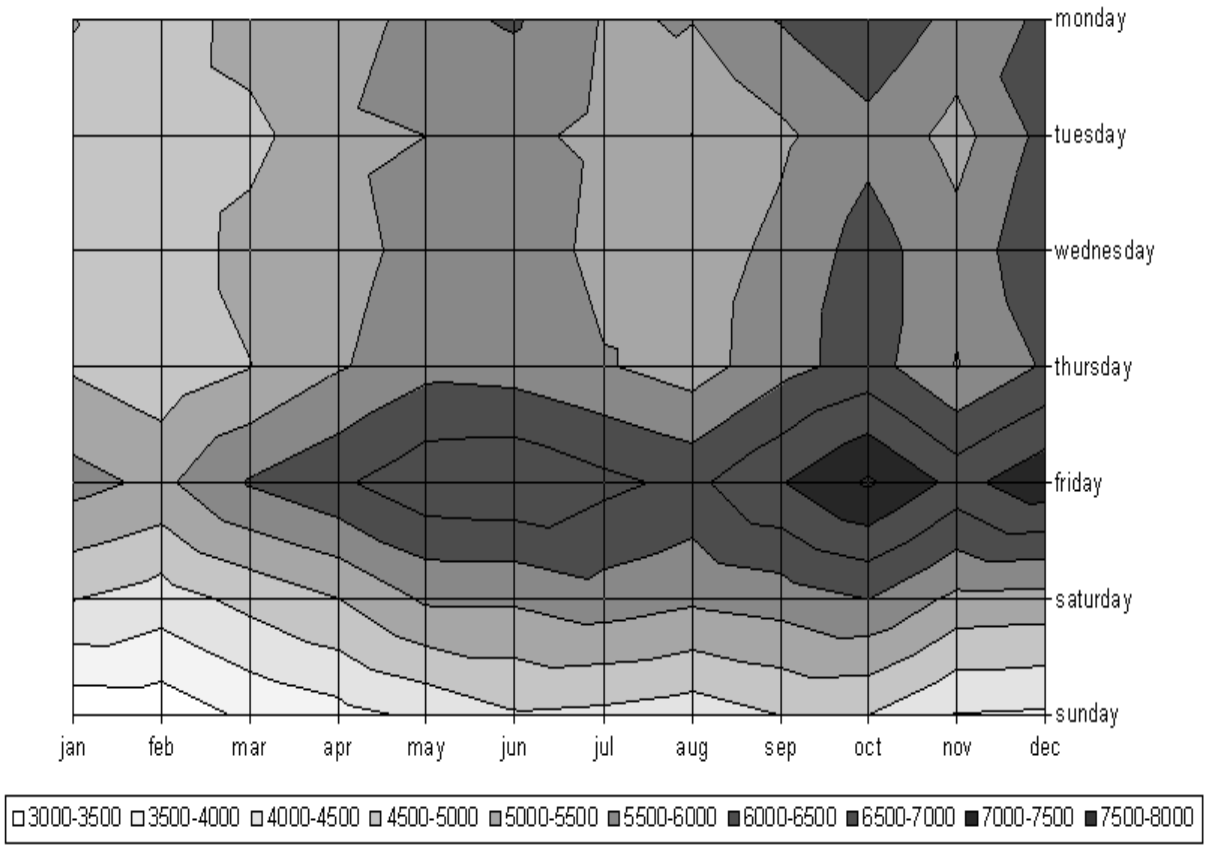 monday
tuesday
wednesday
thursday
friday
saturday
sunday
jan feb mar apr may jun jul aug sep oct nov dec
3000-3500 3500-4000 4000-4500 4500-5000 5000-5500 5500-6000 6000-6500 6500-7000 7000-7500 7500-8000